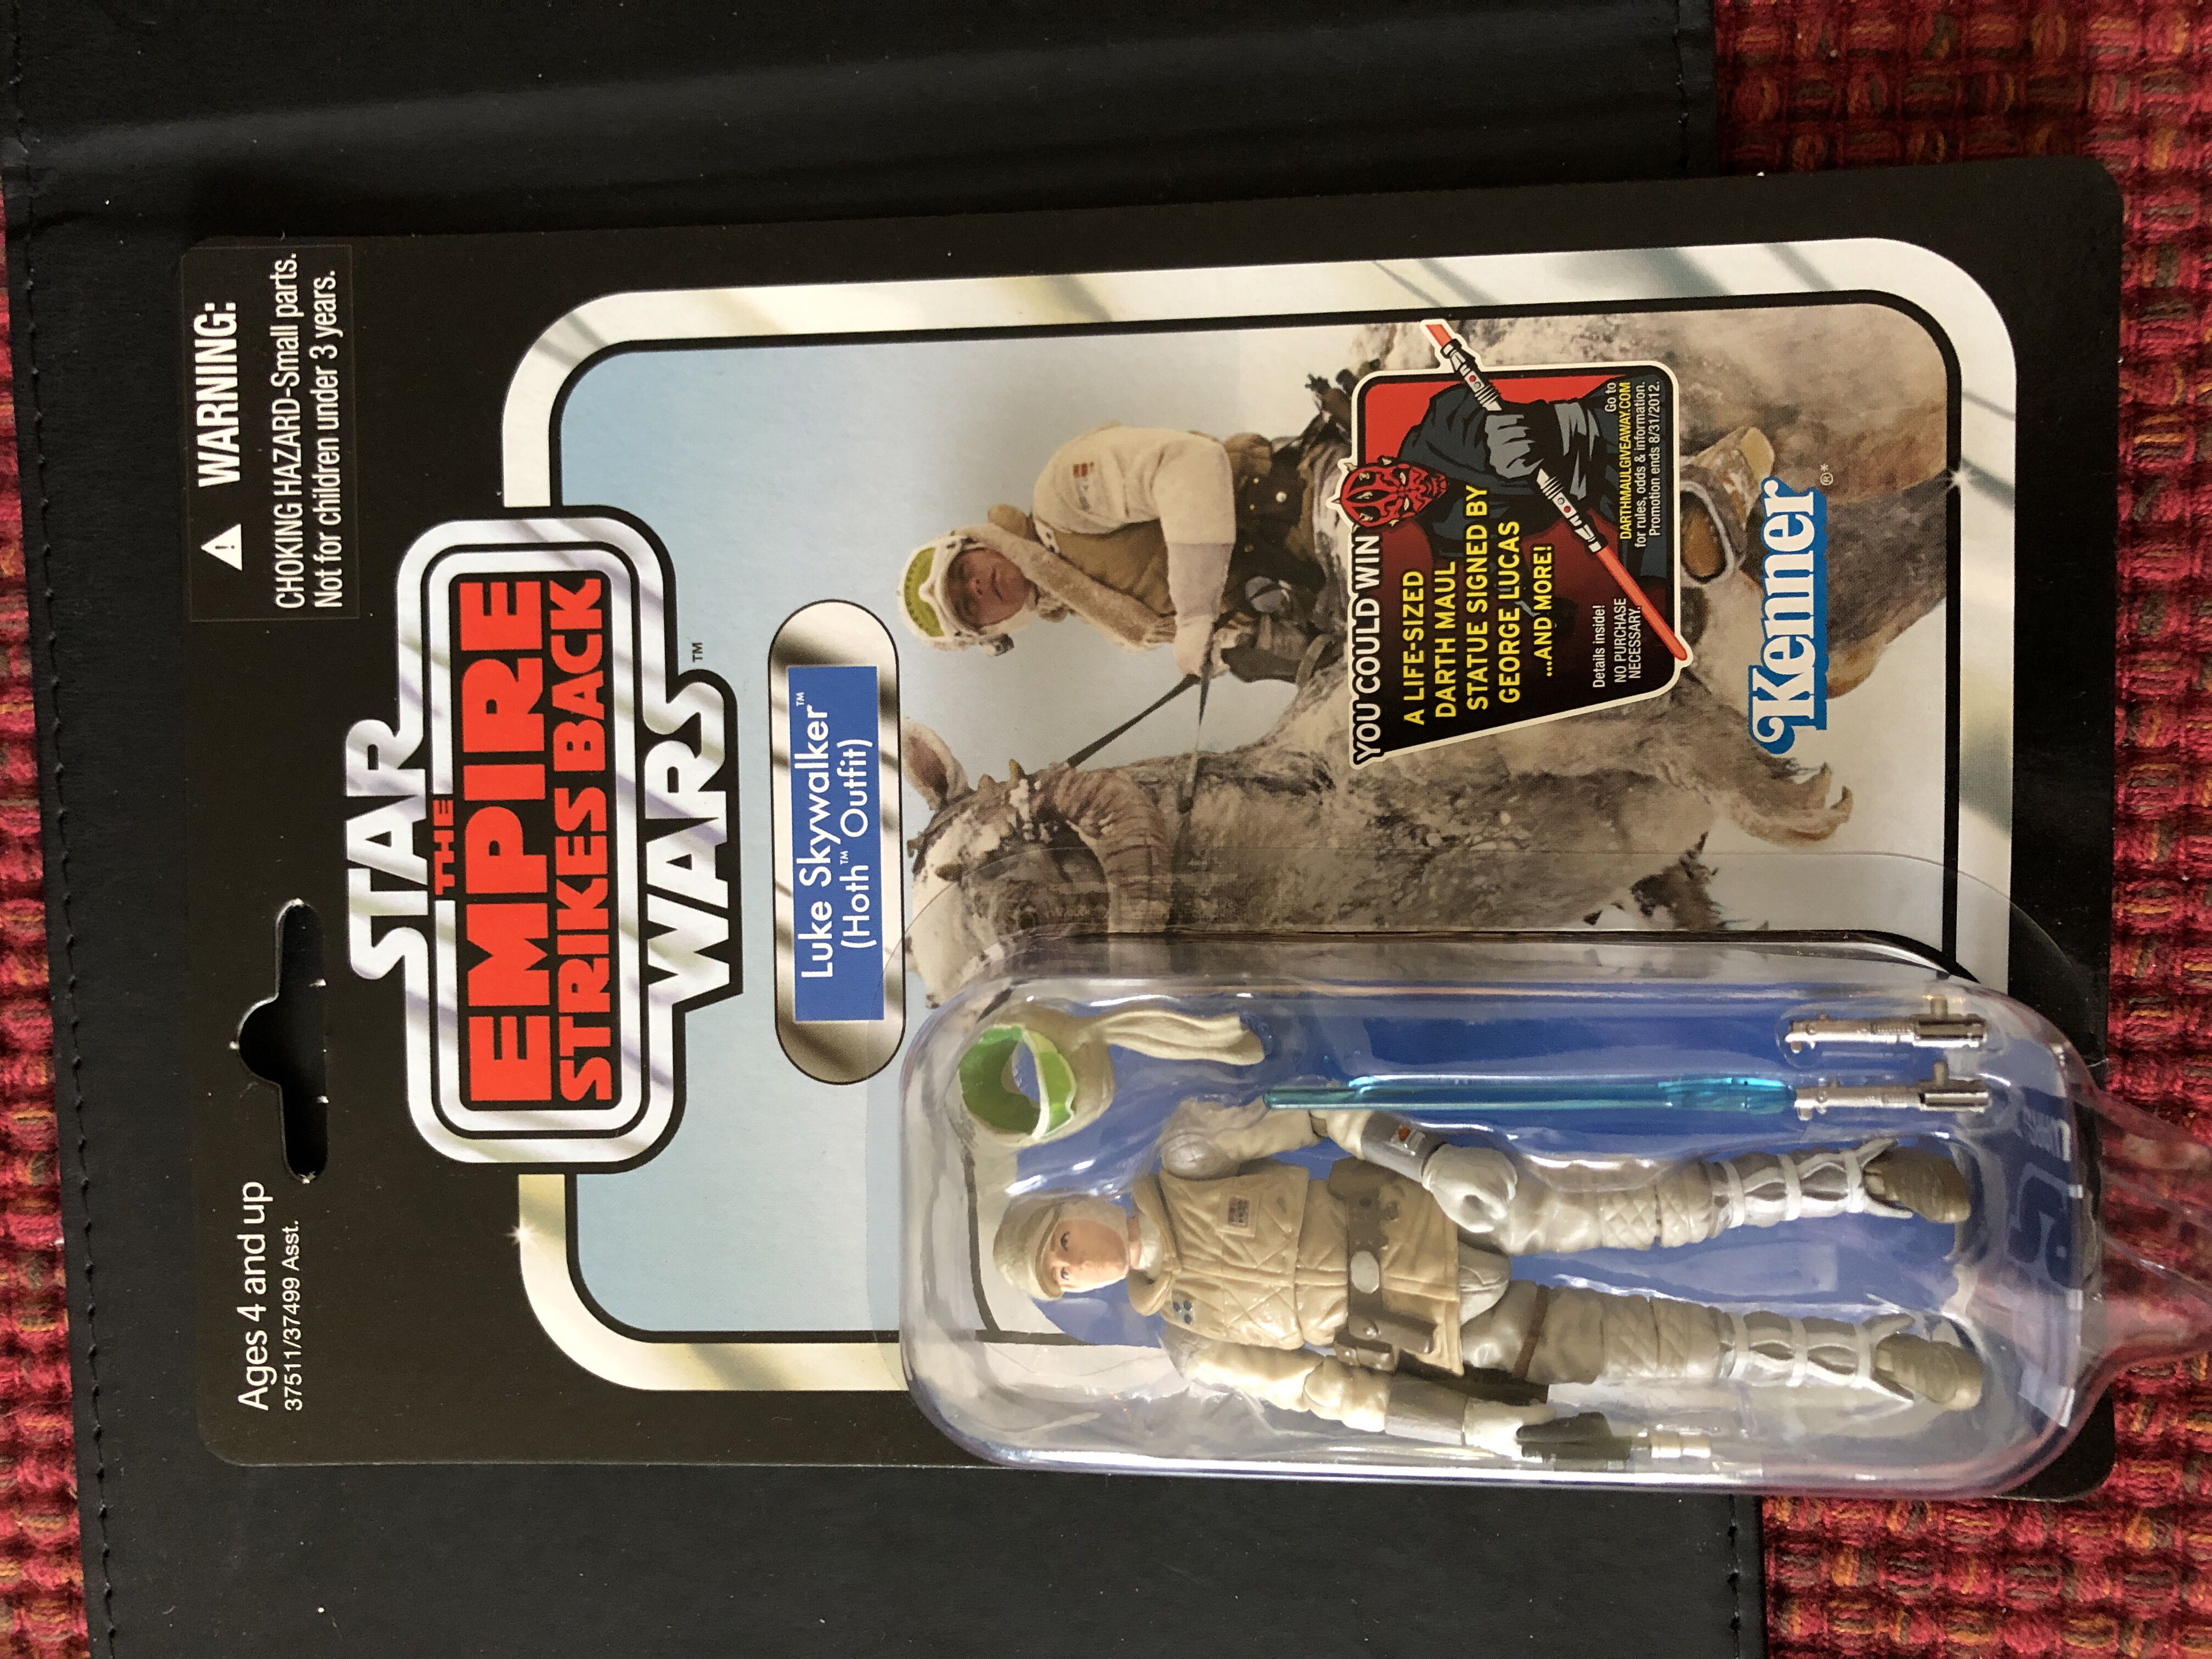 Ages 4 and up
37511/37499 Asst.
WARNING:
CHOKING HAZARD-Small parts.
Not for children under 3 years.
STAR
THE
EMPIRE
STRIKES BACK
WARS™
Luke Skywalker™
(Hoth™ Outfit)
YOU COULD WIN
A LIFE-SIZED
DARTH MAUL
STATUE SIGNED BY
GEORGE LUCAS
...AND MORE!
Details inside!
NO PURCHASE
NECESSARY.
Go to
DARTHMAULGIVEAWAY.COM
for rules, odds & information.
Promotion ends 8/31/2012.
Kenner®*